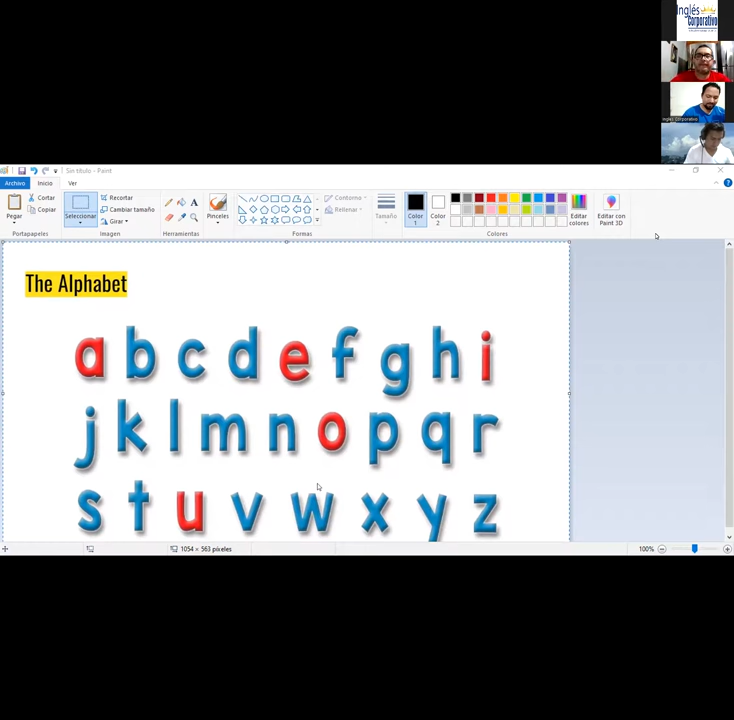 Inglés
Corporativo
Inglés Corporativo
Sin título - Paint
Archivo Inicio Ver
Pegar
Cortar
Copiar
Portapapeles
Seleccionar
Recortar
Cambiar tamaño
Girar
Imagen
A
Herramientas
Pinceles
Contorno
Rellenar
Formas
Tamaño
Color 1
Color 2
Editar colores
Editar con Paint 3D
Colores
The Alphabet
a b c d e f g h i
j k l m n o p q r
s t u v w x y z
1054 × 563 píxeles
100%